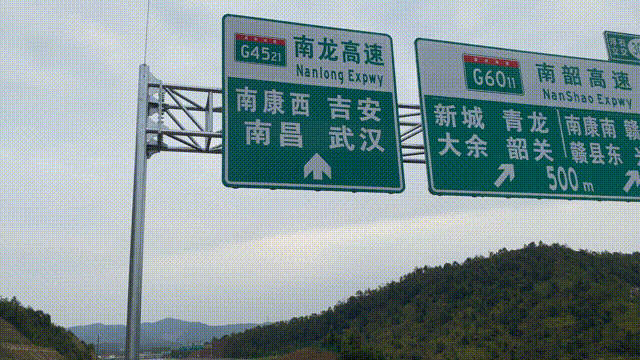 G4521 南龙高速
Nanlong Expwy
南康西 吉安
南昌 武汉
G6011 南韶高速
NanShao Expwy
新城 青龙 南康南
大余 韶关 赣县东
500 m